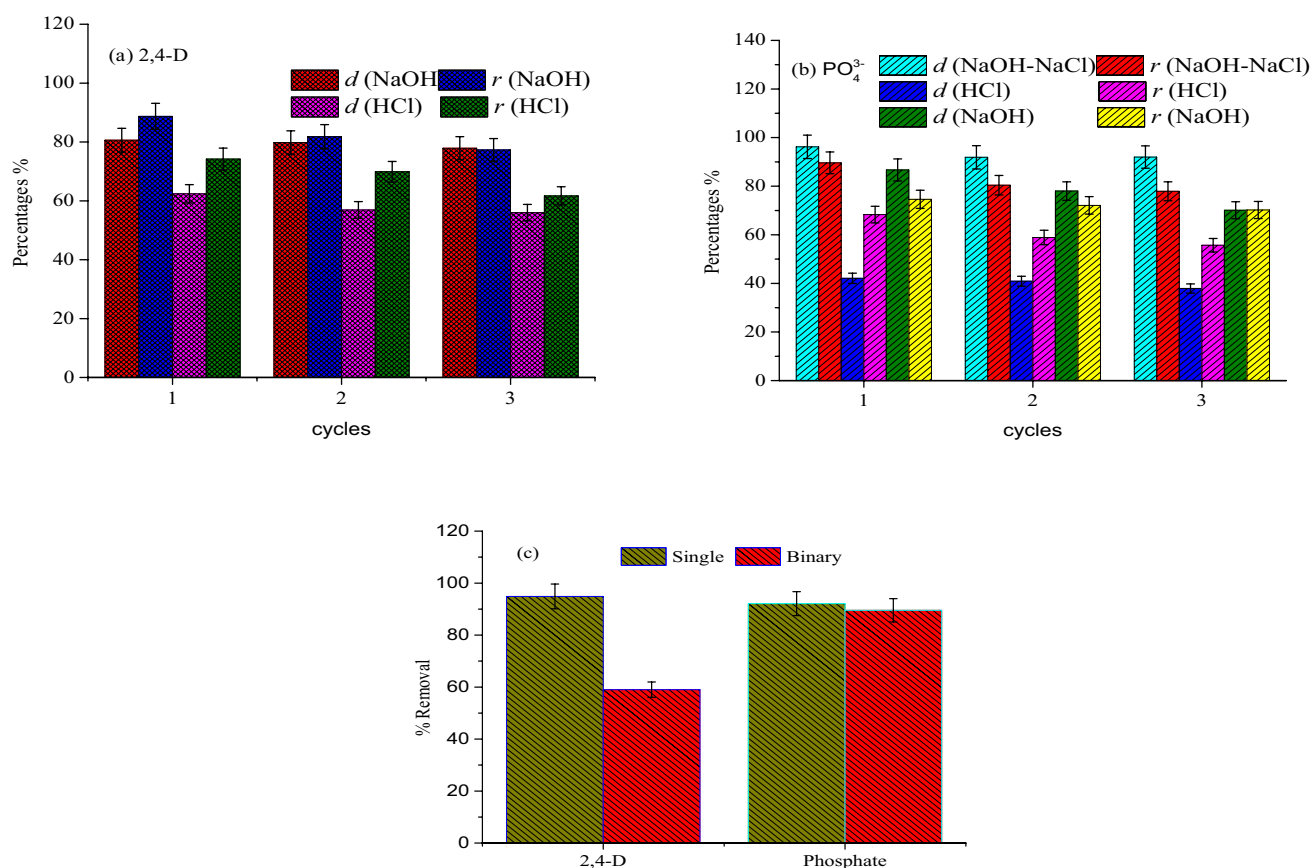 (a) 2,4-D
d (NaOH) r (NaOH)
d (HCl) r (HCl)
120
100
80
60
40
20
0
Percentages %
1 2 3
cycles
(b) PO₄³⁻
d (NaOH-NaCl) r (NaOH-NaCl)
d (HCl) r (HCl)
d (NaOH) r (NaOH)
140
120
100
80
60
40
20
0
Percentages %
1 2 3
cycles
(c)
Single Binary
120
100
80
60
40
20
0
% Removal
2,4-D Phosphate